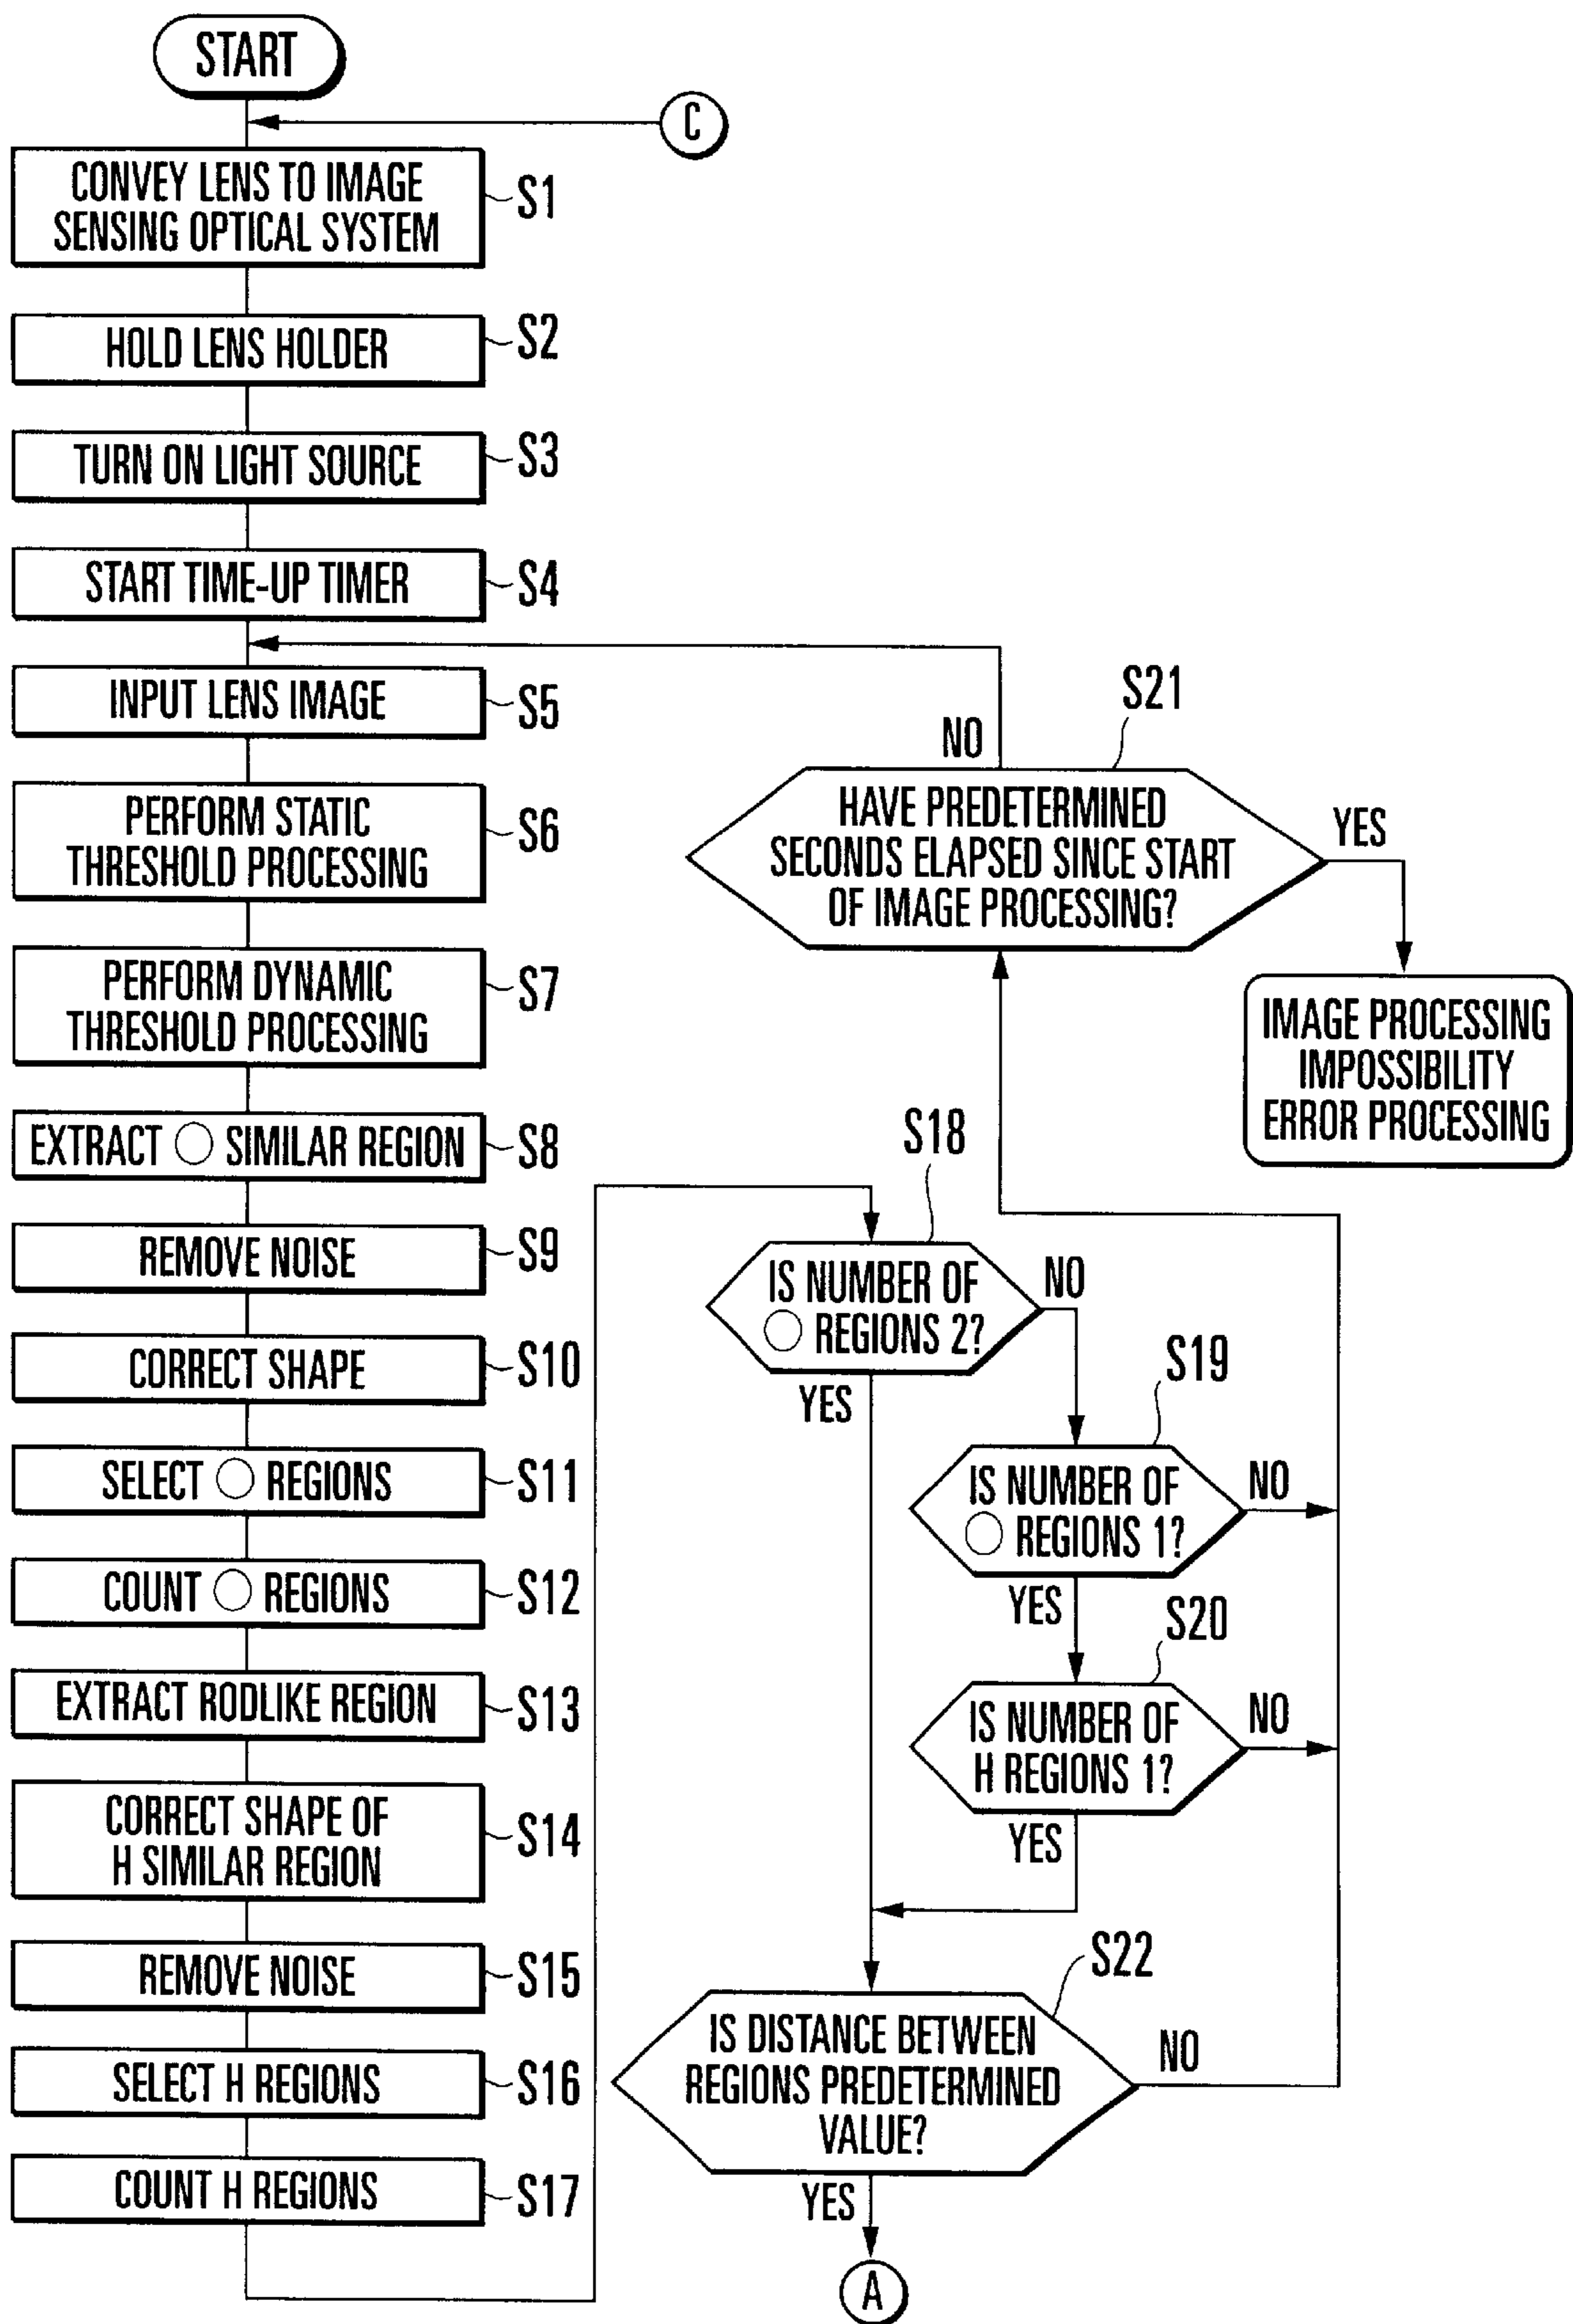 START
C
CONVEY LENS TO IMAGE
SENSING OPTICAL SYSTEM
S1
HOLD LENS HOLDER
S2
TURN ON LIGHT SOURCE
S3
START TIME-UP TIMER
S4
INPUT LENS IMAGE
S5
PERFORM STATIC
THRESHOLD PROCESSING
S6
PERFORM DYNAMIC
THRESHOLD PROCESSING
S7
EXTRACT ○ SIMILAR REGION
S8
REMOVE NOISE
S9
CORRECT SHAPE
S10
SELECT ○ REGIONS
S11
COUNT ○ REGIONS
S12
EXTRACT RODLIKE REGION
S13
CORRECT SHAPE OF
H SIMILAR REGION
S14
REMOVE NOISE
S15
SELECT H REGIONS
S16
COUNT H REGIONS
S17
S21
NO
HAVE PREDETERMINED
SECONDS ELAPSED SINCE START
OF IMAGE PROCESSING?
YES
IMAGE PROCESSING
IMPOSSIBILITY
ERROR PROCESSING
S18
IS NUMBER OF
○ REGIONS 2?
NO
YES
S19
IS NUMBER OF
○ REGIONS 1?
NO
YES
S20
IS NUMBER OF
H REGIONS 1?
NO
YES
S22
IS DISTANCE BETWEEN
REGIONS PREDETERMINED
VALUE?
NO
YES
A